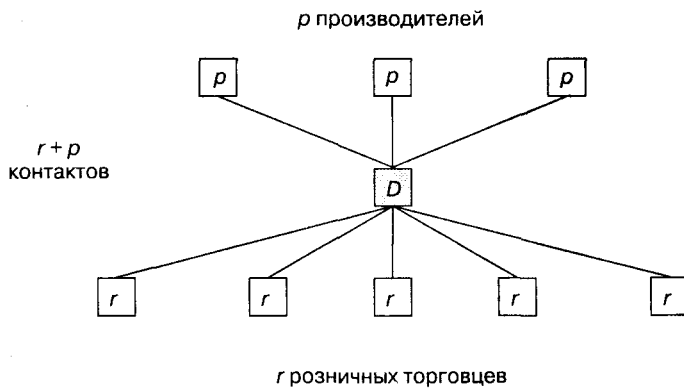 p производителей
p p p
r + p
контактов
D
r r r r r
r розничных торговцев